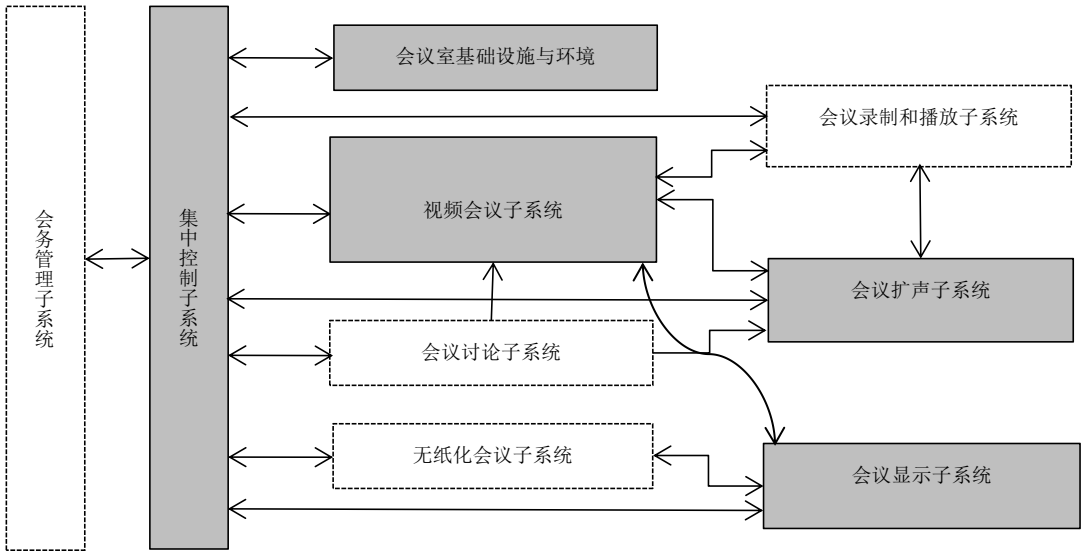 会务管理子系统
集中控制子系统
会议室基础设施与环境
会议录制和播放子系统
视频会议子系统
会议扩声子系统
会议讨论子系统
无纸化会议子系统
会议显示子系统